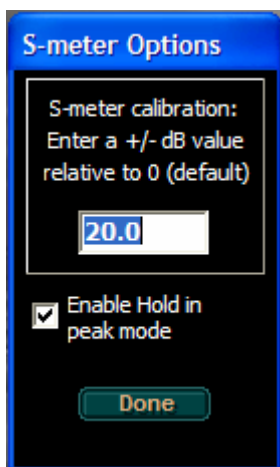 S-meter Options
S-meter calibration:
Enter a +/- dB value
relative to 0 (default)
20.0
Enable Hold in
peak mode
Done